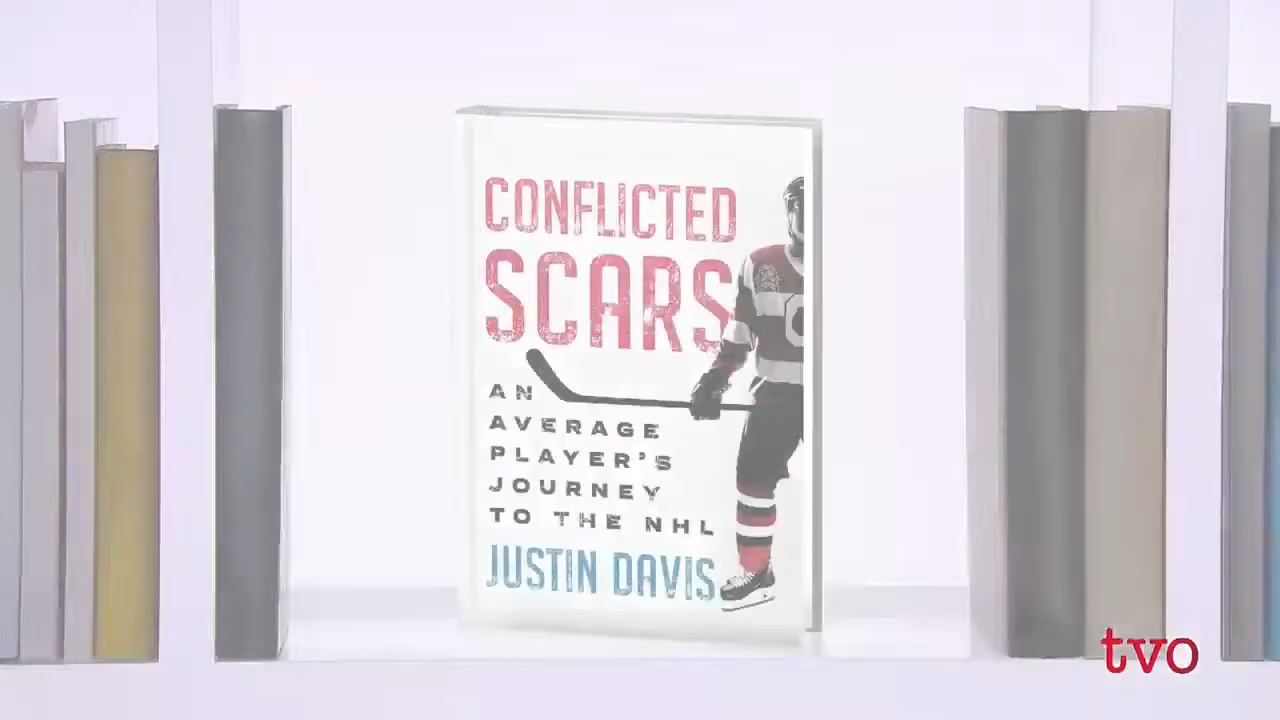 CONFLICTED
SCARS
AN
AVERAGE
PLAYER'S
JOURNEY
TO THE NHL
JUSTIN DAVIS
tvo